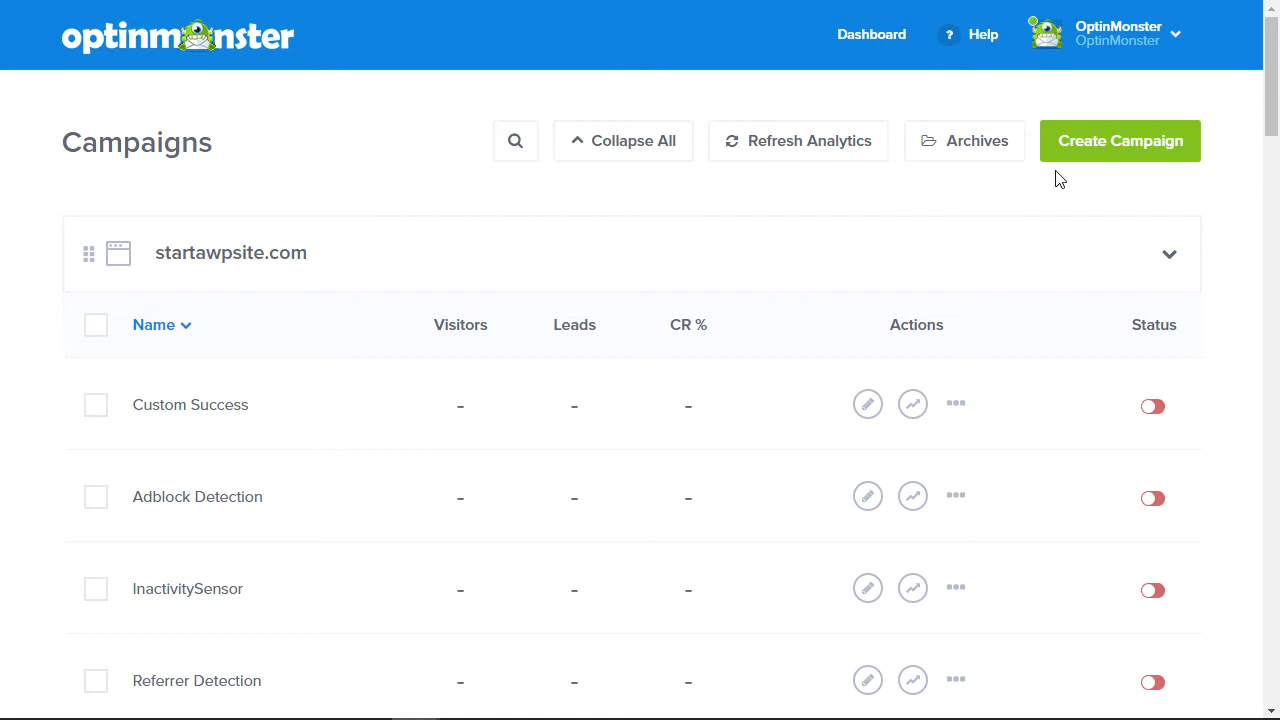 optinmonster
Dashboard
? Help
OptinMonster
OptinMonster
Campaigns
Collapse All
Refresh Analytics
Archives
Create Campaign
startawpsite.com
Name Visitors Leads CR % Actions Status
Custom Success - - -
Adblock Detection - - -
InactivitySensor - - -
Referrer Detection - - -